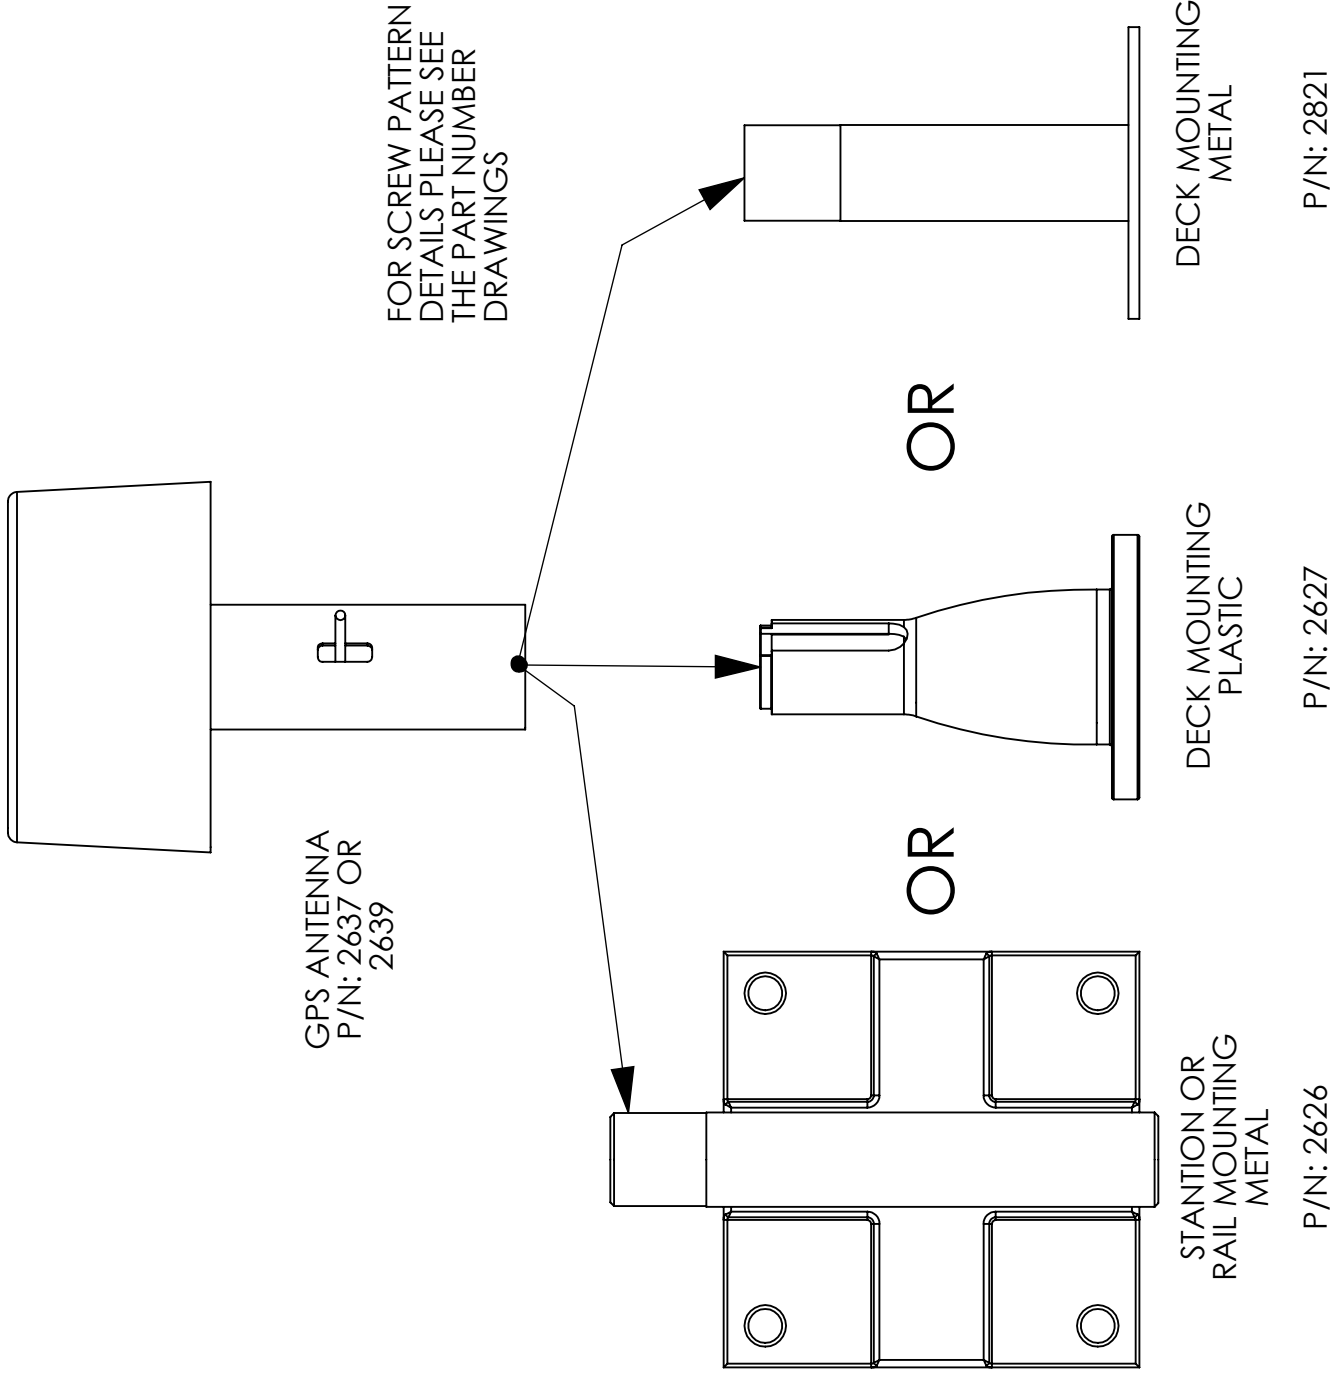 GPS ANTENNA
P/N: 2637 OR
2639
FOR SCREW PATTERN
DETAILS PLEASE SEE
THE PART NUMBER
DRAWINGS
OR
OR
STANTION OR
RAIL MOUNTING
METAL
P/N: 2626
DECK MOUNTING
PLASTIC
P/N: 2627
DECK MOUNTING
METAL
P/N: 2821